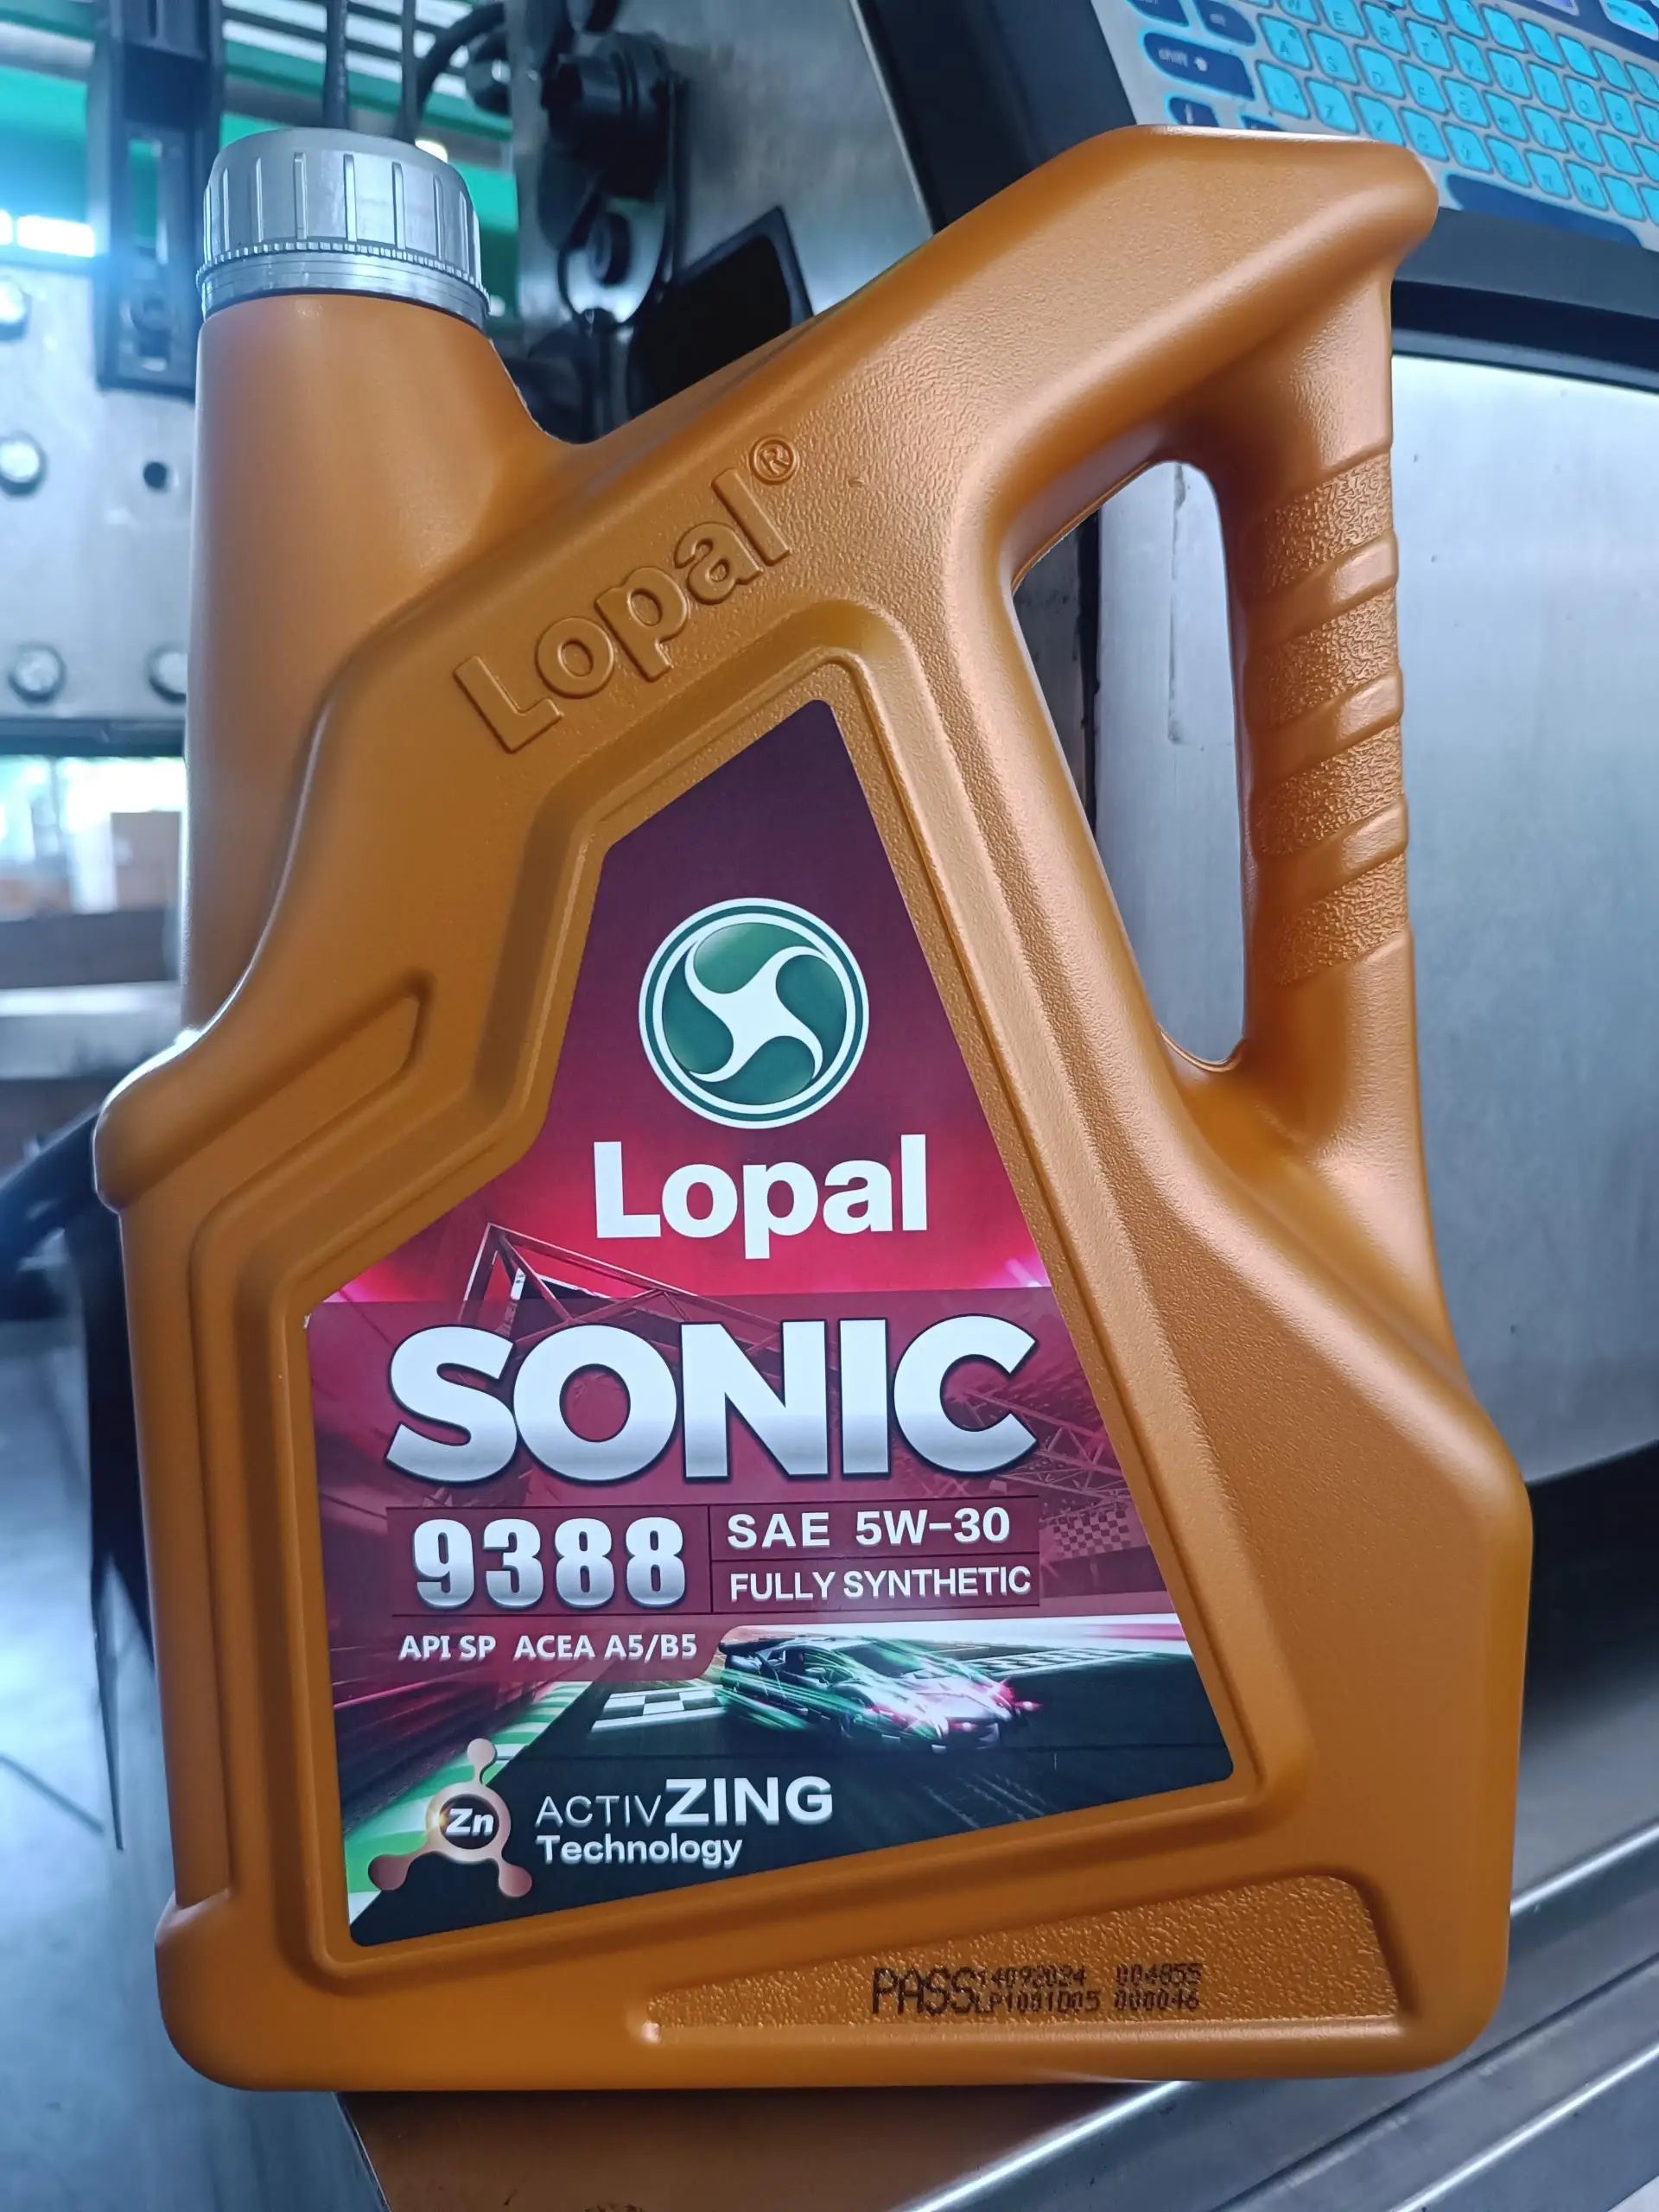 Lopal®
Lopal
SONIC
9388
SAE 5W-30
FULLY SYNTHETIC
API SP ACEA A5/B5
Zn
ACTIVZING
Technology
PASS
14092024 004855
LP1001D05 000046